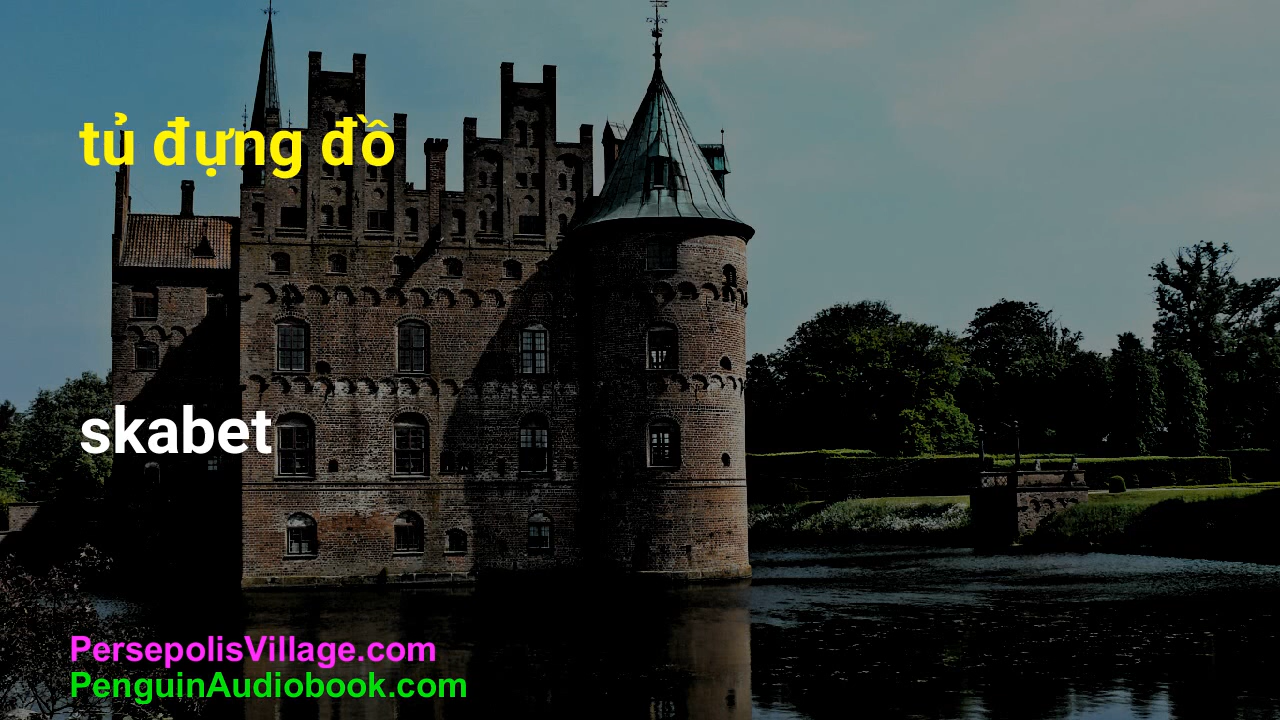 tủ đựng đồ
skabet
PersepolisVillage.com
PenguinAudiobook.com